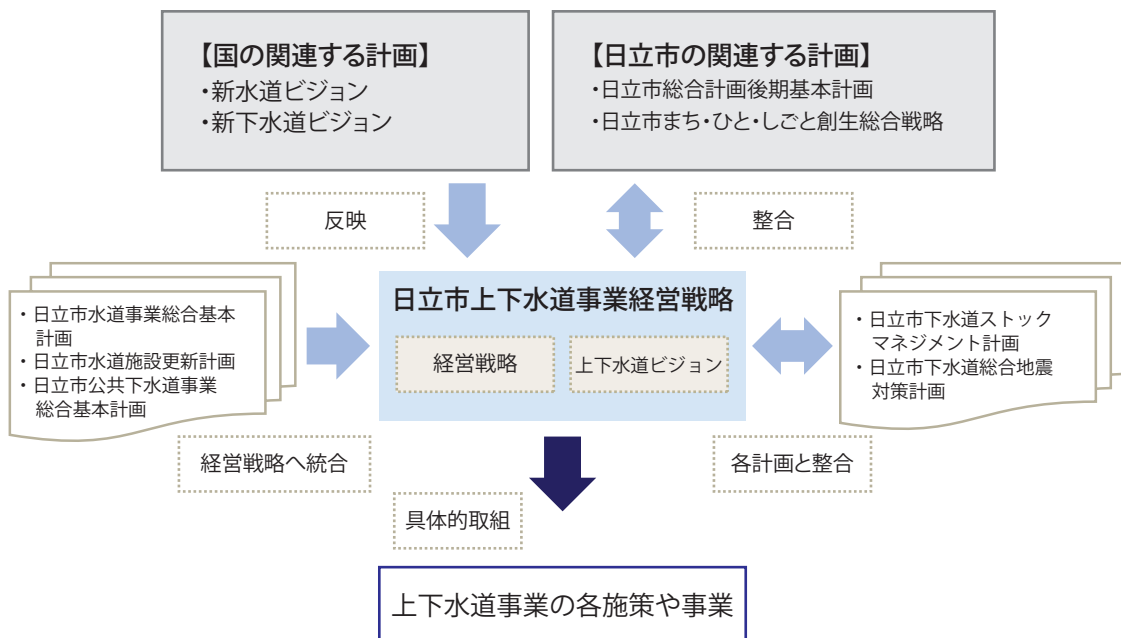 【国の関連する計画】
・新水道ビジョン
・新下水道ビジョン
【日立市の関連する計画】
・日立市総合計画後期基本計画
・日立市まち・ひと・しごと創生総合戦略
反映
整合
・日立市水道事業総合基本
計画
・日立市水道施設更新計画
・日立市公共下水道事業
総合基本計画
日立市上下水道事業経営戦略
経営戦略
上下水道ビジョン
・日立市下水道ストック
マネジメント計画
・日立市下水道総合地震
対策計画
経営戦略へ統合
各計画と整合
具体的取組
上下水道事業の各施策や事業